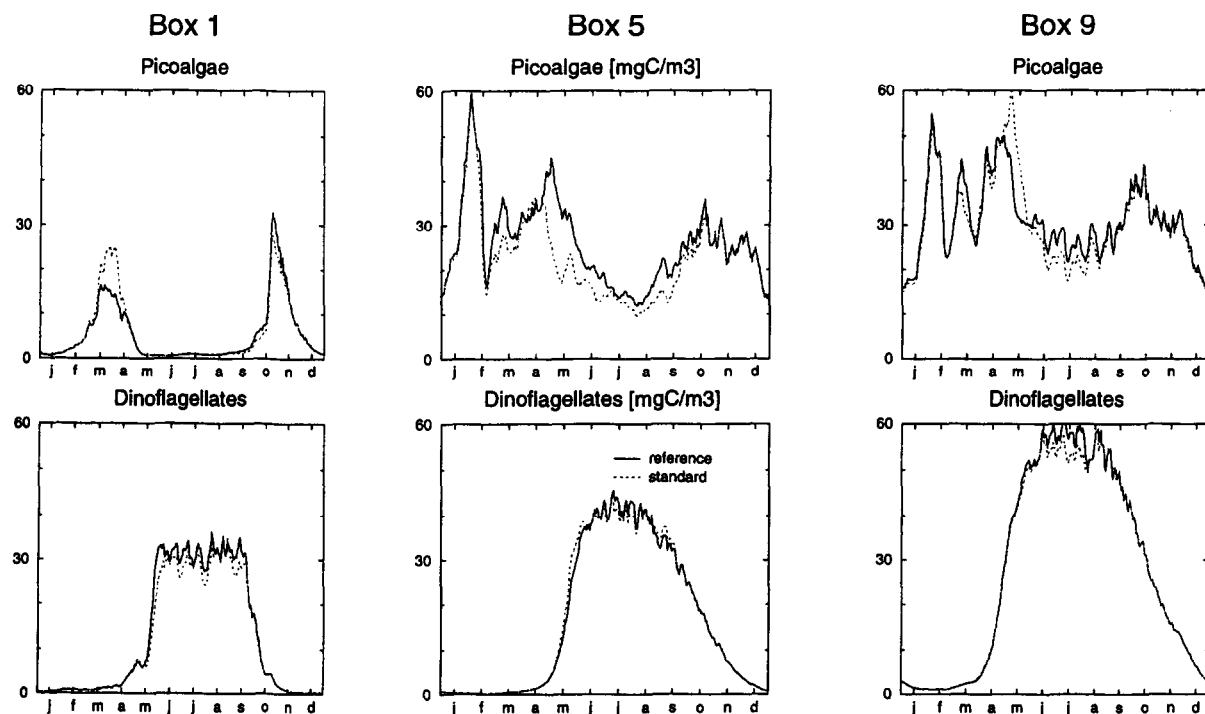 Box 1
Box 5
Box 9
Picoalgae
Picoalgae [mgC/m3]
Picoalgae
60
30
0
j f m a m j j a s o n d
60
30
0
j f m a m j j a s o n d
60
30
0
j f m a m j j a s o n d
Dinoflagellates
Dinoflagellates [mgC/m3]
Dinoflagellates
60
30
0
j f m a m j j a s o n d
60
30
0
reference
standard
j f m a m j j a s o n d
60
30
0
j f m a m j j a s o n d